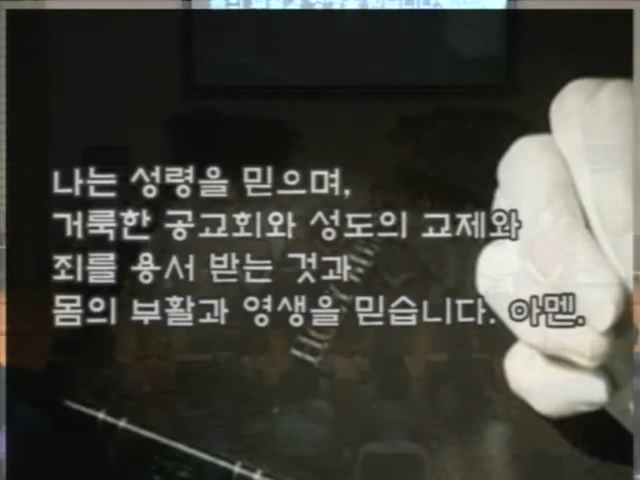 나는 성령을 믿으며,
거룩한 공교회와 성도의 교제와
죄를 용서 받는 것과
몸의 부활과 영생을 믿습니다. 아멘.